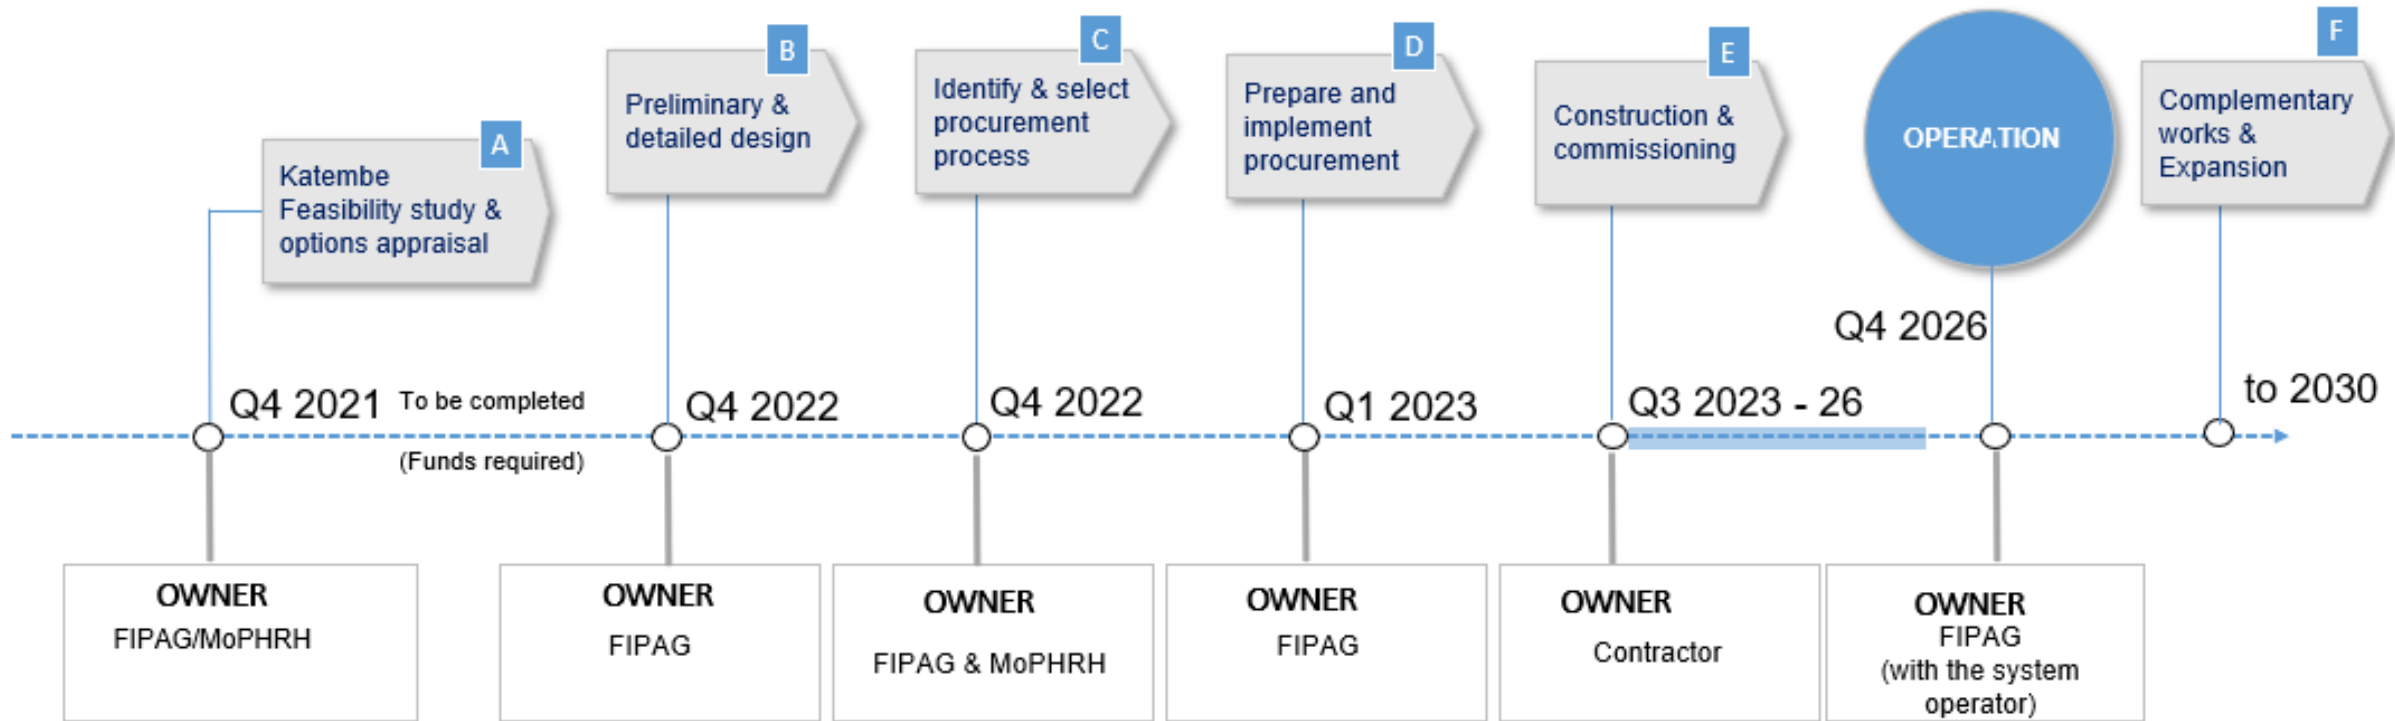 A
Katembe
Feasibility study &
options appraisal
B
Preliminary &
detailed design
C
Identify & select
procurement
process
D
Prepare and
implement
procurement
E
Construction &
commissioning
OPERATION
F
Complementary
works &
Expansion
Q4 2021
To be completed
(Funds required)
Q4 2022
Q4 2022
Q1 2023
Q3 2023 - 26
Q4 2026
to 2030
OWNER
FIPAG/MoPHRH
OWNER
FIPAG
OWNER
FIPAG & MoPHRH
OWNER
FIPAG
OWNER
Contractor
OWNER
FIPAG
(with the system
operator)